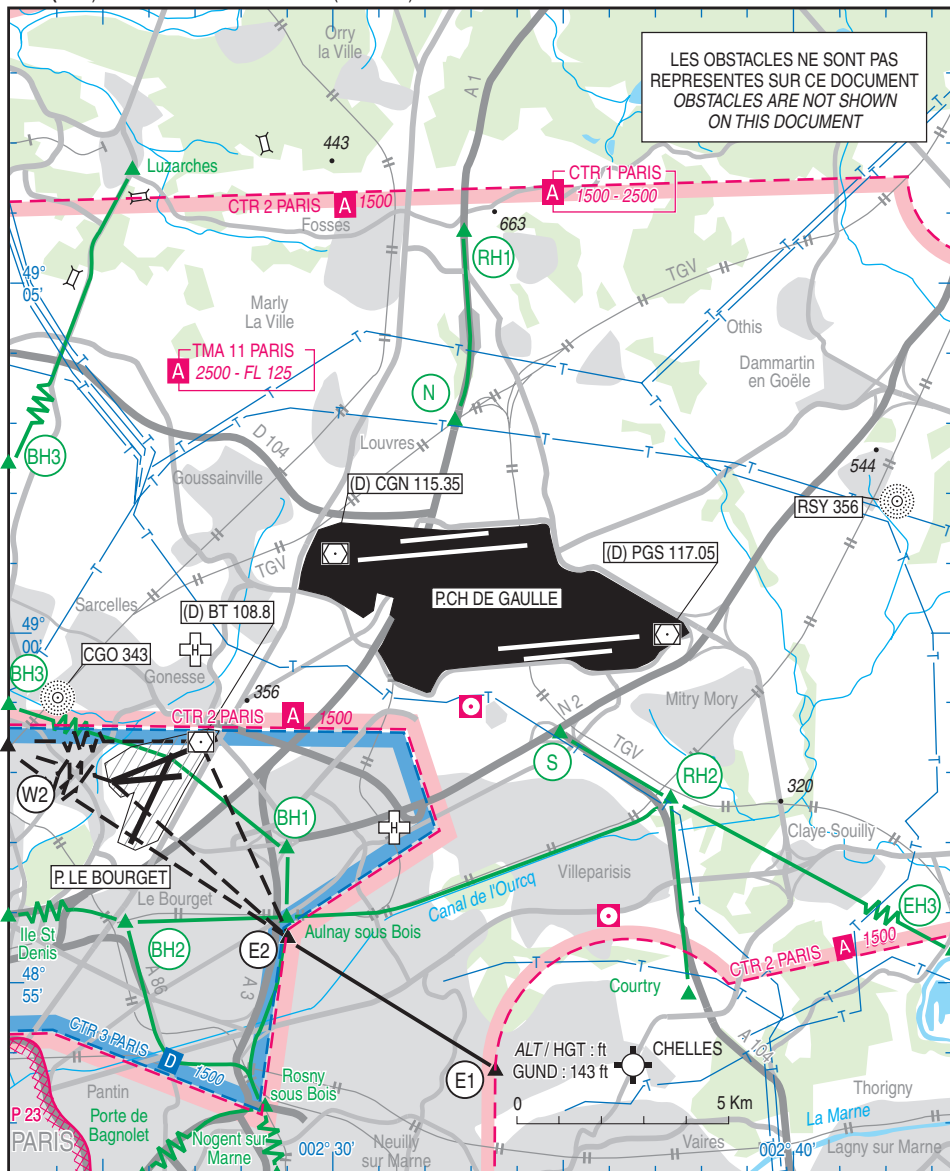 Orry
la Ville
A 1
LES OBSTACLES NE SONT PAS
REPRESENTES SUR CE DOCUMENT
OBSTACLES ARE NOT SHOWN
ON THIS DOCUMENT
443
Luzarches
CTR 2 PARIS A 1500
A CTR 1 PARIS
1500 - 2500
Fosses
663
RH1
TGV
49°
05'
Marly
La Ville
Othis
A TMA 11 PARIS
2500 - FL 125
Dammartin
en Goële
N
BH3
D 104
Louvres
544
Goussainville
(D) CGN 115.35
RSY 356
TGV
(D) PGS 117.05
P.CH DE GAULLE
Sarcelles
(D) BT 108.8
49°
00'
H
CGO 343
BH3
Gonesse
356
Mitry Mory
CTR 2 PARIS A 1500
N 2
TGV
S
RH2
W2
320
BH1
H
Claye-Souilly
P. LE BOURGET
Villeparisis
Le Bourget
Canal de l'Ourcq
EH3
Ile St
Denis
BH2
E2
Aulnay sous Bois
CTR 2 PARIS A 1500
48°
55'
A 86
A 3
Courtry
CTR 3 PARIS D 1500
A 104
ALT / HGT : ft
GUND : 143 ft
CHELLES
E1
Rosny
sous Bois
Pantin
0 5 Km
Thorigny
P 23
PARIS
Porte de
Bagnolet
La Marne
Nogent sur
Marne
002° 30'
Neuilly
sur Marne
Vaires
002° 40'
Lagny sur Marne